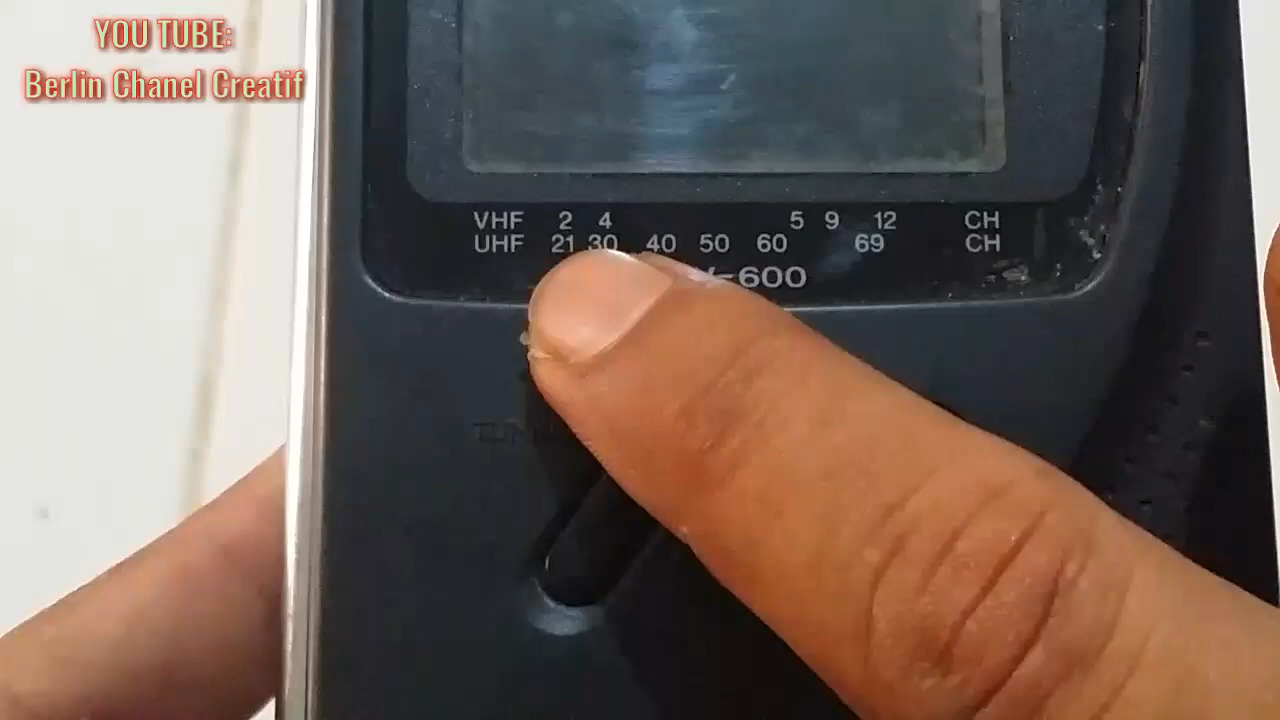 YOU TUBE:
Berlin Chanel Creatif
VHF 2 4 5 9 12 CH
UHF 21 30 40 50 60 69 CH
-600